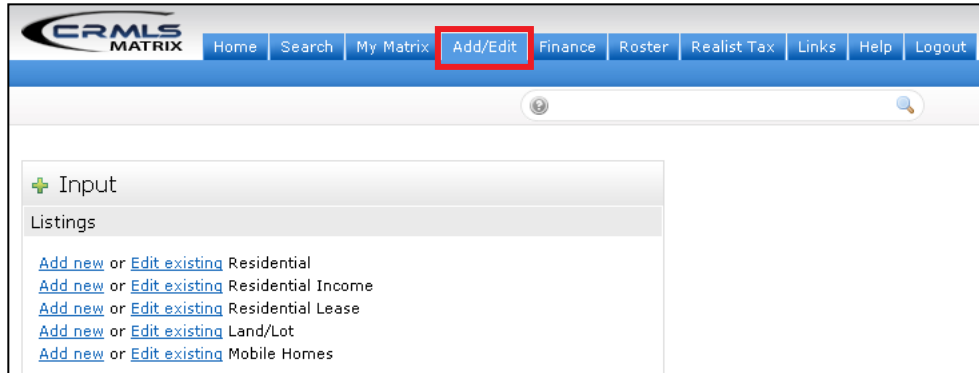 CRMLS
MATRIX
Home Search My Matrix Add/Edit Finance Roster Realist Tax Links Help Logout
Input
Listings
Add new or Edit existing Residential
Add new or Edit existing Residential Income
Add new or Edit existing Residential Lease
Add new or Edit existing Land/Lot
Add new or Edit existing Mobile Homes